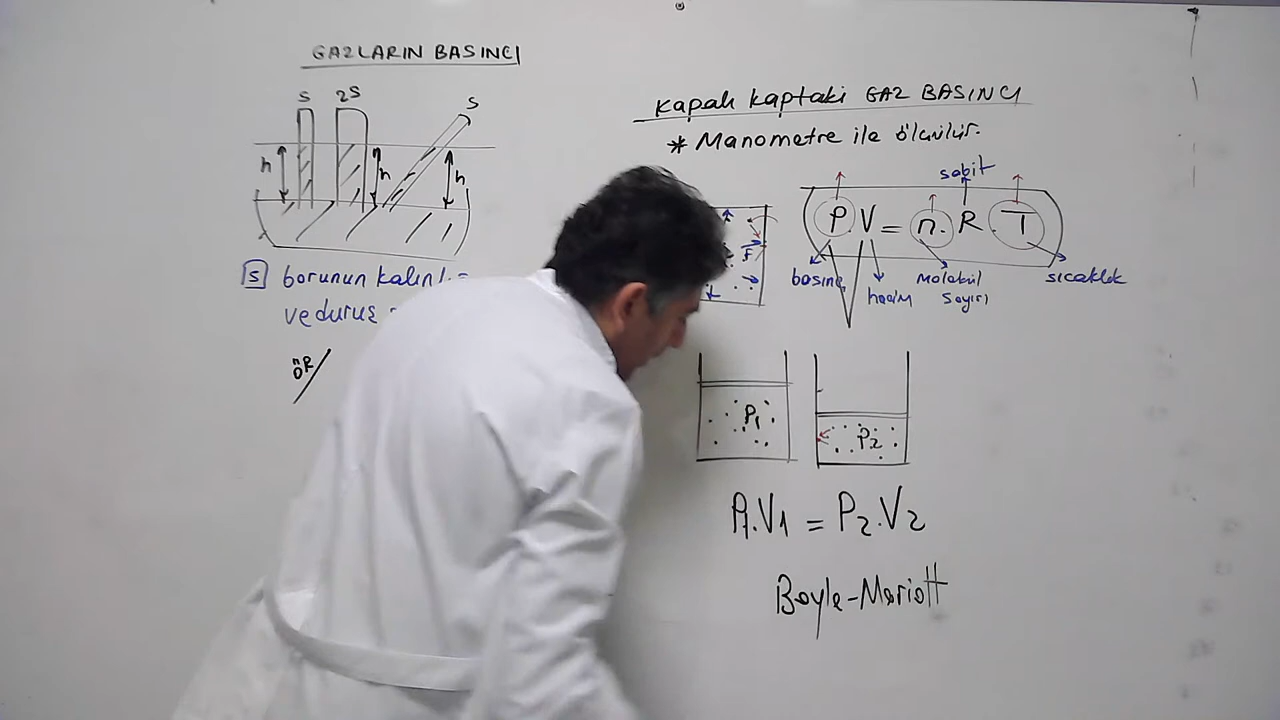 GAZLARIN BASINCI
S 2S S
h h h
S borunun
ve duruş
ÖR/
Kapalı Kaptaki GAZ BASINCI
* Manometre ile ölçülür.
sabit
P.V = n.R.T
basınç hacim Molekül Sayısı sıcaklık
F
P1 P2
P1.V1 = P2.V2
Boyle-Mariott